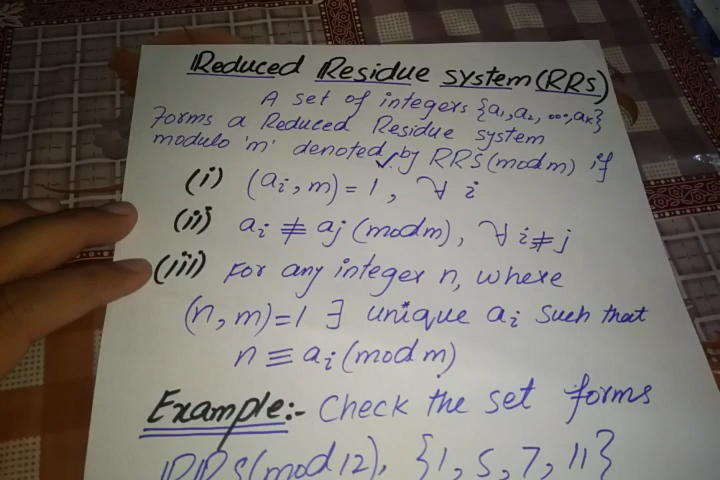 Reduced Residue system (RRS)
A set of integers {a₁, a₂, ..., aₖ}
Forms a Reduced Residue system
modulo 'm' denoted by RRS(mod m) if
(i) (aᵢ, m) = 1, ∀ i
(ii) aᵢ ≢ aj (mod m), ∀ i ≠ j
(iii) For any integer n, where
(n, m) = 1 ∃ unique aᵢ such that
n ≡ aᵢ (mod m)
Example:- Check the set forms
RRS(mod 12), {1, 5, 7, 11}